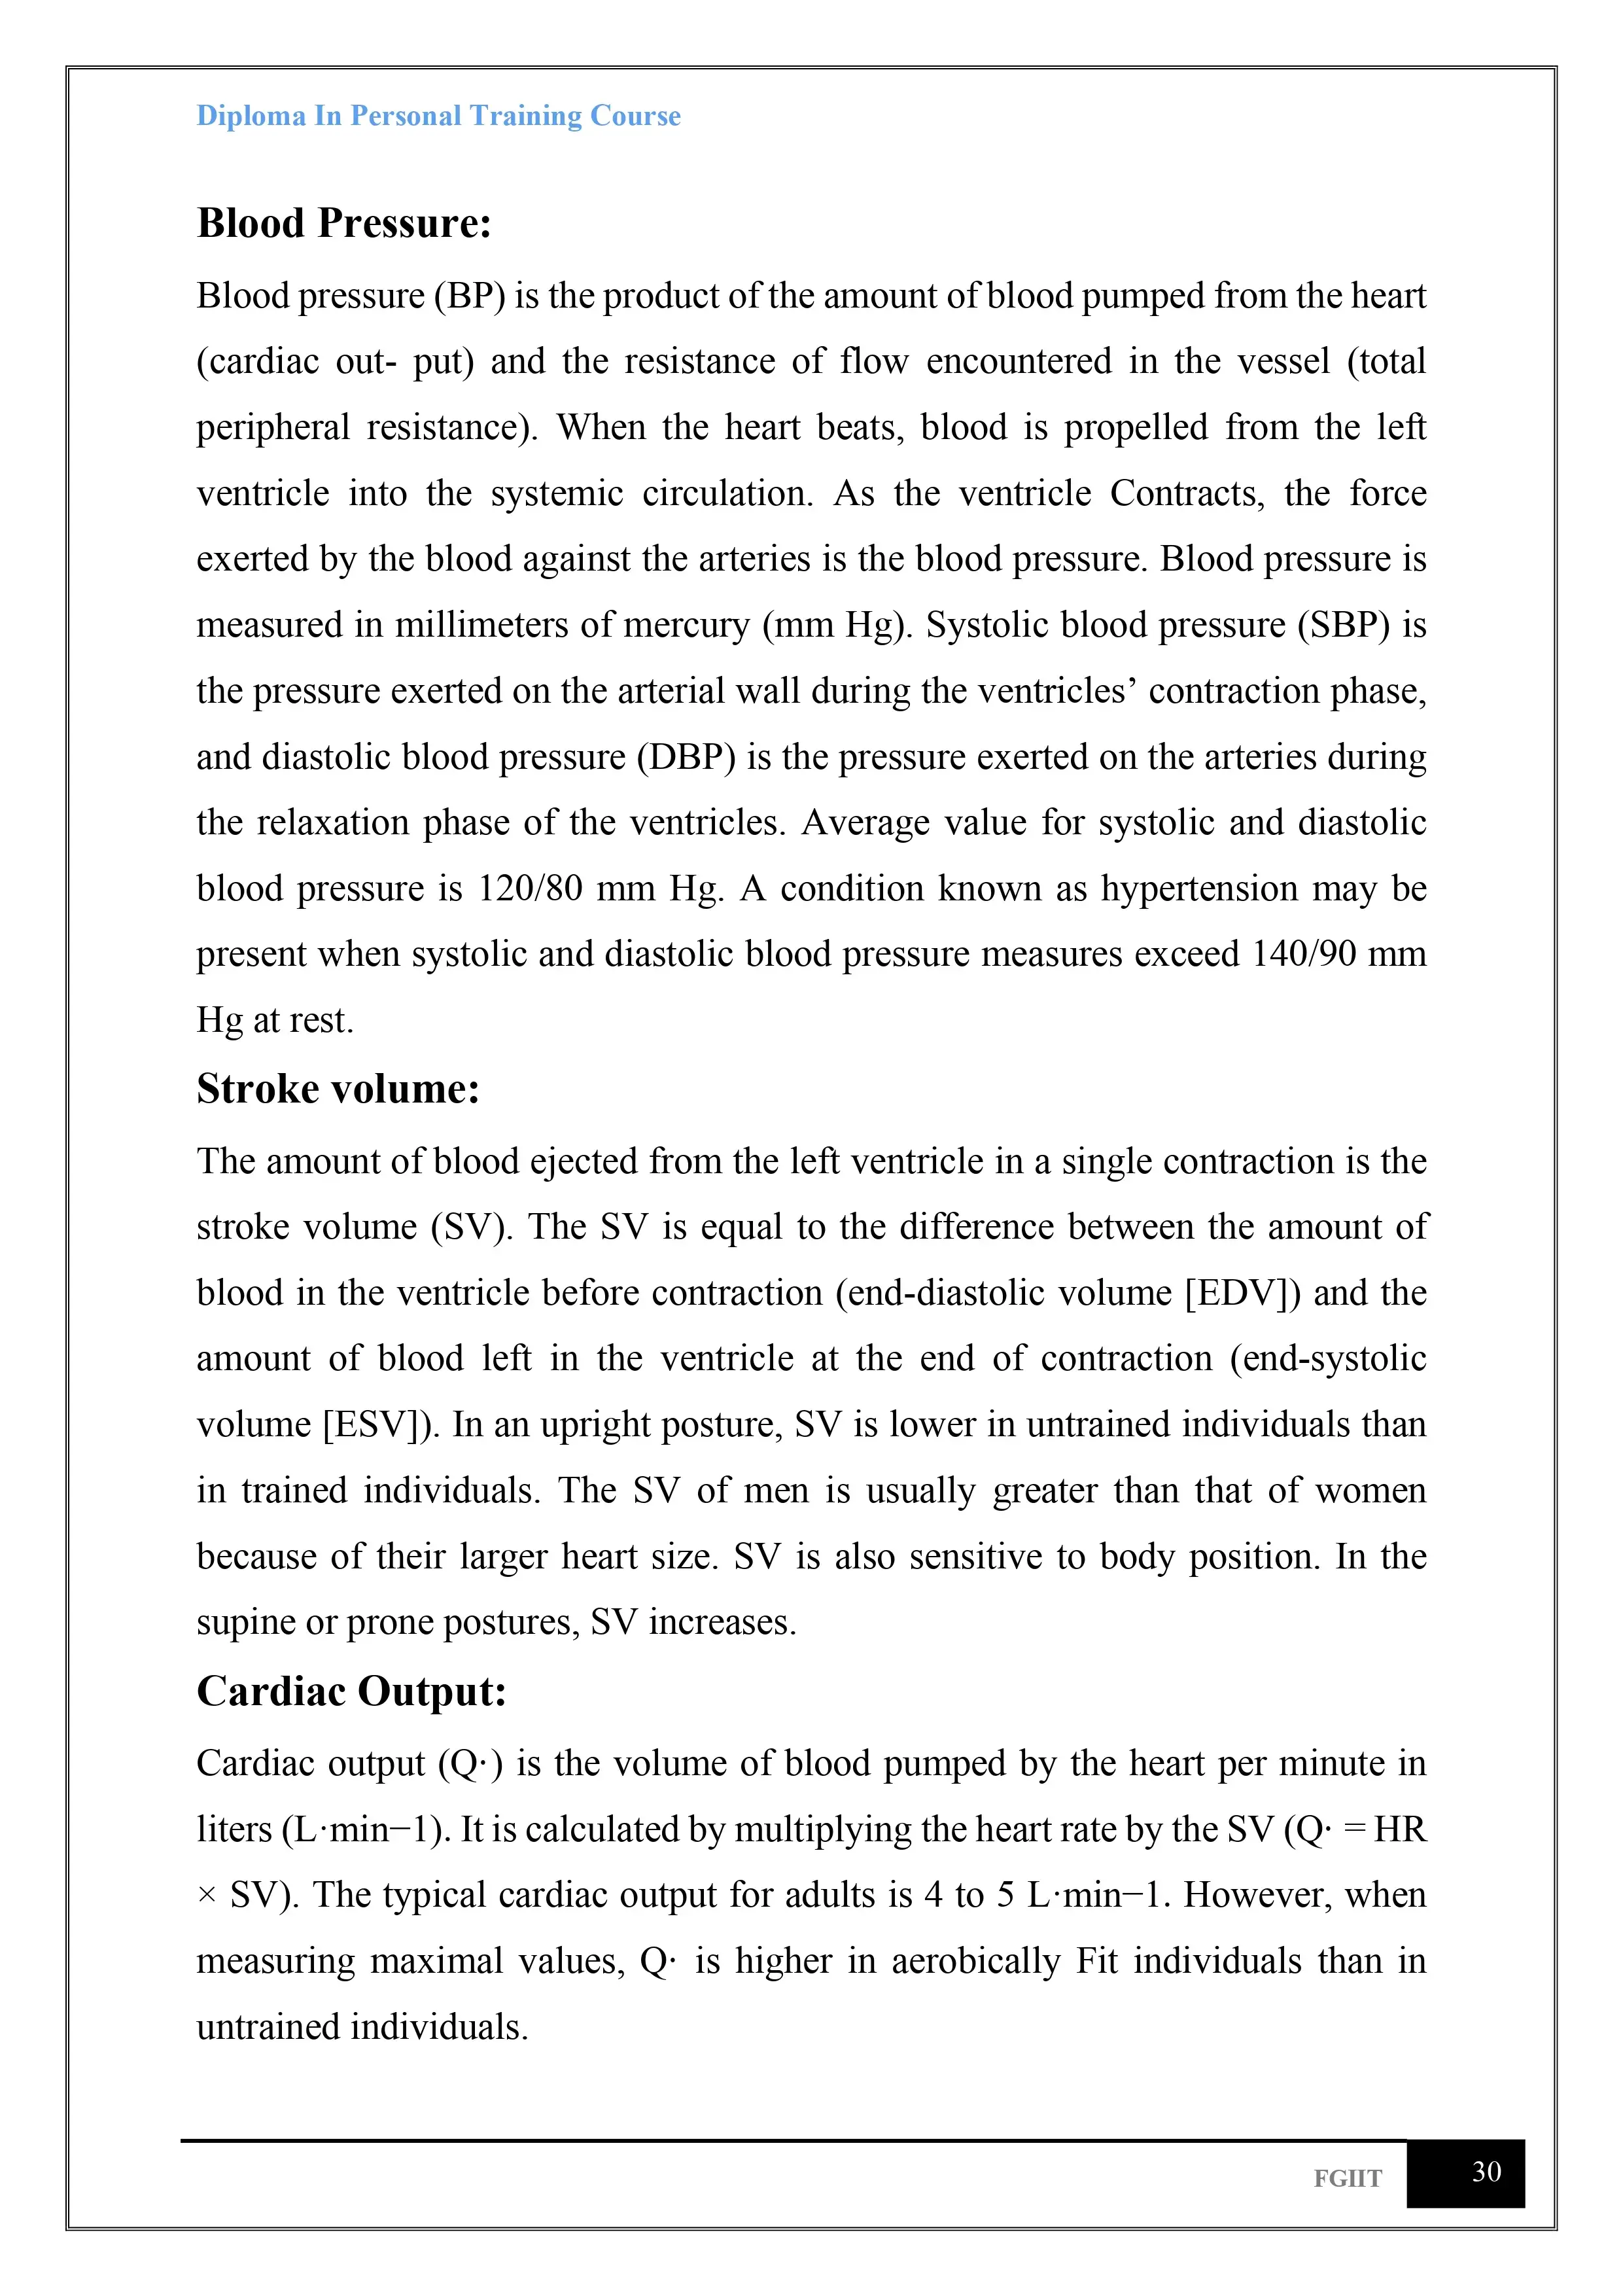 Diploma In Personal Training Course
Blood Pressure:
Blood pressure (BP) is the product of the amount of blood pumped from the heart
(cardiac out- put) and the resistance of flow encountered in the vessel (total
peripheral resistance). When the heart beats, blood is propelled from the left
ventricle into the systemic circulation. As the ventricle Contracts, the force
exerted by the blood against the arteries is the blood pressure. Blood pressure is
measured in millimeters of mercury (mm Hg). Systolic blood pressure (SBP) is
the pressure exerted on the arterial wall during the ventricles’ contraction phase,
and diastolic blood pressure (DBP) is the pressure exerted on the arteries during
the relaxation phase of the ventricles. Average value for systolic and diastolic
blood pressure is 120/80 mm Hg. A condition known as hypertension may be
present when systolic and diastolic blood pressure measures exceed 140/90 mm
Hg at rest.
Stroke volume:
The amount of blood ejected from the left ventricle in a single contraction is the
stroke volume (SV). The SV is equal to the difference between the amount of
blood in the ventricle before contraction (end-diastolic volume [EDV]) and the
amount of blood left in the ventricle at the end of contraction (end-systolic
volume [ESV]). In an upright posture, SV is lower in untrained individuals than
in trained individuals. The SV of men is usually greater than that of women
because of their larger heart size. SV is also sensitive to body position. In the
supine or prone postures, SV increases.
Cardiac Output:
Cardiac output (Q·) is the volume of blood pumped by the heart per minute in
liters (L·min−1). It is calculated by multiplying the heart rate by the SV (Q· = HR
× SV). The typical cardiac output for adults is 4 to 5 L·min−1. However, when
measuring maximal values, Q· is higher in aerobically Fit individuals than in
untrained individuals.
FGIIT 30